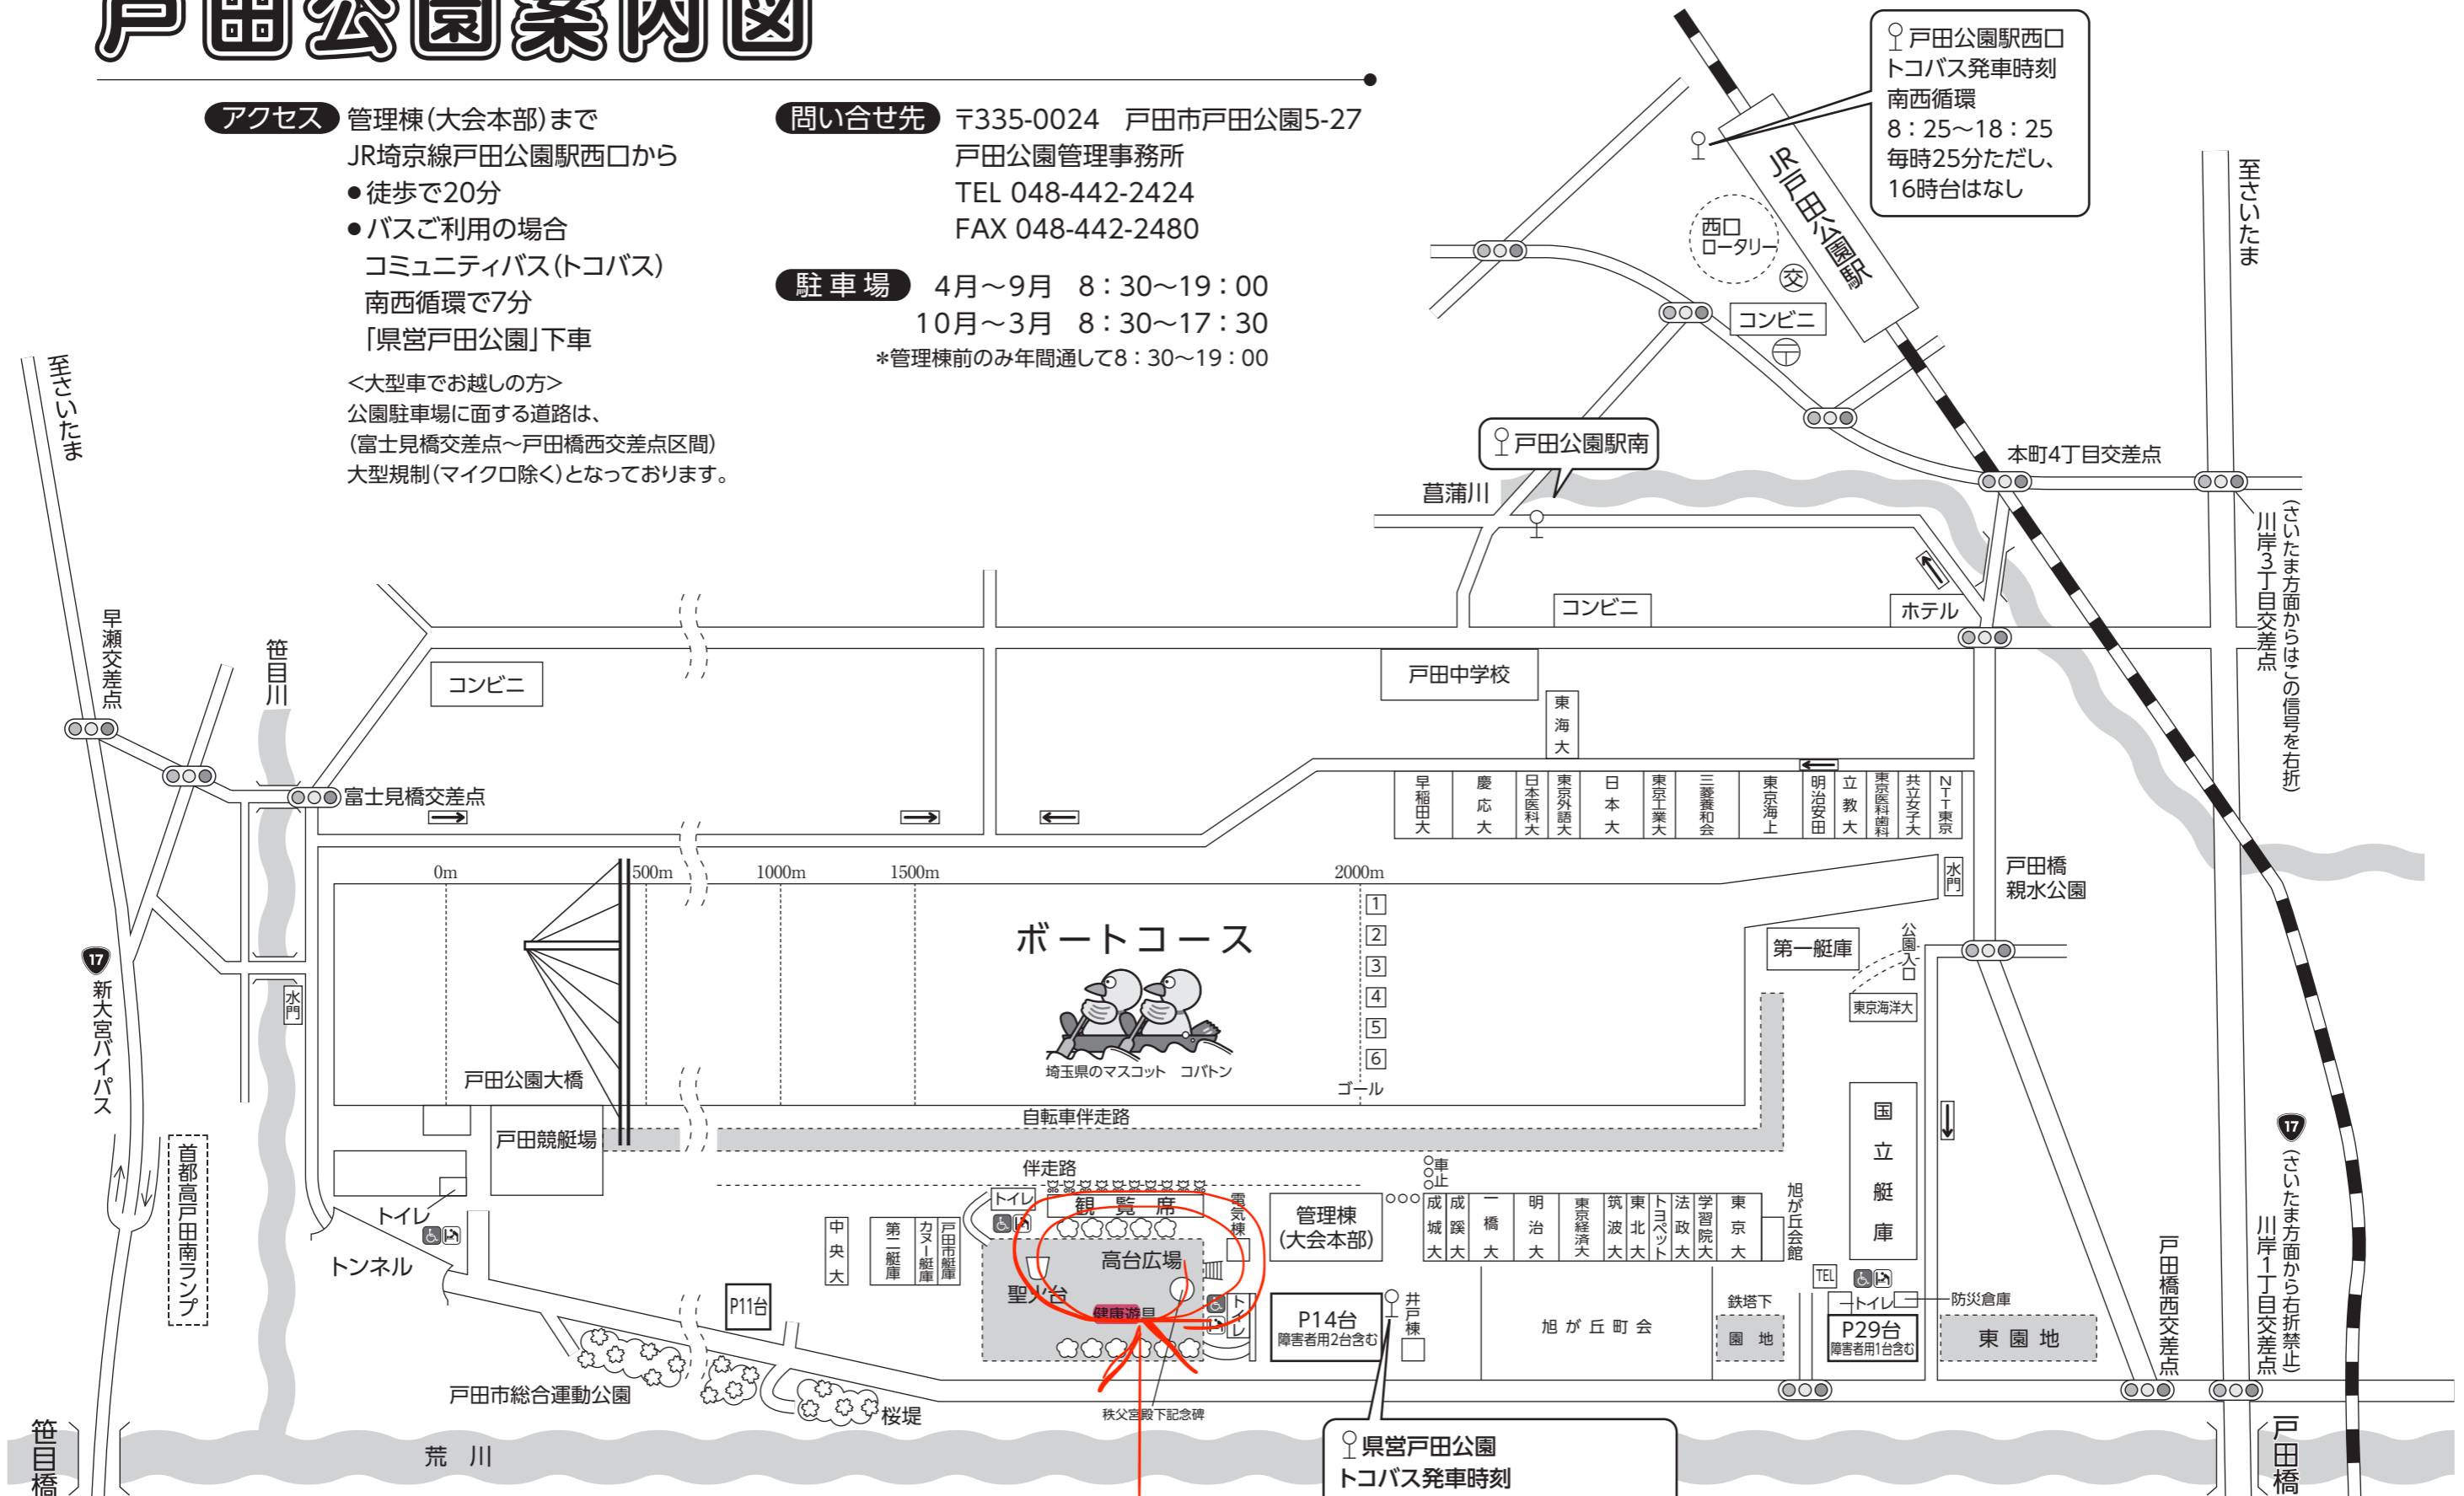 戸田公園案内図
アクセス
管理棟(大会本部)まで
JR埼京線戸田公園駅西口から
●徒歩で20分
●バスご利用の場合
コミュニティバス(トコバス)
南西循環で7分
「県営戸田公園」下車
<大型車でお越しの方>
公園駐車場に面する道路は、
(富士見橋交差点~戸田橋西交差点区間)
大型規制(マイクロ除く)となっております。
問い合せ先
〒335-0024 戸田市戸田公園5-27
戸田公園管理事務所
TEL 048-442-2424
FAX 048-442-2480
駐車場
4月~9月 8:30~19:00
10月~3月 8:30~17:30
*管理棟前のみ年間通して8:30~19:00
戸田公園駅西口
トコバス発車時刻
南西循環
8:25~18:25
毎時25分ただし、
16時台はなし
JR戸田公園駅
西口
ロータリー
交
コンビニ
〒
至さいたま
戸田公園駅南
菖蒲川
本町4丁目交差点
川岸3丁目交差点
(さいたま方面からはこの信号を右折)
至さいたま
早瀬交差点
笹目川
コンビニ
コンビニ
ホテル
戸田中学校
東海大
富士見橋交差点
早稲田大
慶応大
日本医科大
東京外語大
日本大
東京工業大
三菱養和会
東京海上
明治安田
立教大
東京医科歯科
共立女子大
NTT東京
0m
500m
1000m
1500m
2000m
水門
戸田橋
親水公園
ボートコース
1
2
3
4
5
6
ゴール
埼玉県のマスコット コバトン
第一艇庫
公園入口
東京海洋大
17
新大宮バイパス
水門
戸田公園大橋
自転車伴走路
戸田競艇場
国立艇庫
17
(さいたま方面から右折禁止)
川岸1丁目交差点
首都高戸田南ランプ
トイレ
トンネル
伴走路
トイレ
観覧席
電気棟
管理棟
(大会本部)
車止
成城大
成蹊大
一橋大
明治大
東京経済大
筑波大
東北大
トヨペット
法政大
学習院大
東京大
旭が丘会館
中央大
第二艇庫
カヌー艇庫
戸田市艇庫
高台広場
聖火台
健康遊具
トイレ
P11台
P14台
障害者用2台含む
井戸棟
旭が丘町会
鉄塔下
園地
TEL
トイレ
防災倉庫
P29台
障害者用1台含む
東園地
戸田橋西交差点
戸田市総合運動公園
桜堤
秩父宮殿下記念碑
笹目橋
荒川
県営戸田公園
トコバス発車時刻
戸田橋